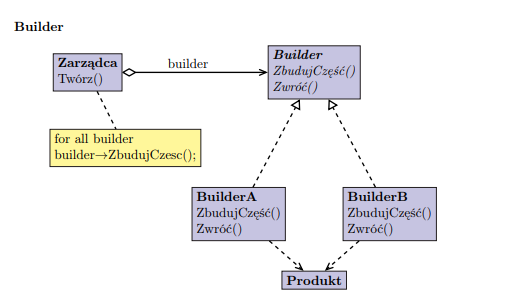 Builder
Zarządca
Twórz()
builder
Builder
ZbudujCzęść()
Zwróć()
for all builder
builder→ZbudujCzesc();
BuilderA
ZbudujCzęść()
Zwróć()
BuilderB
ZbudujCzęść()
Zwróć()
Produkt